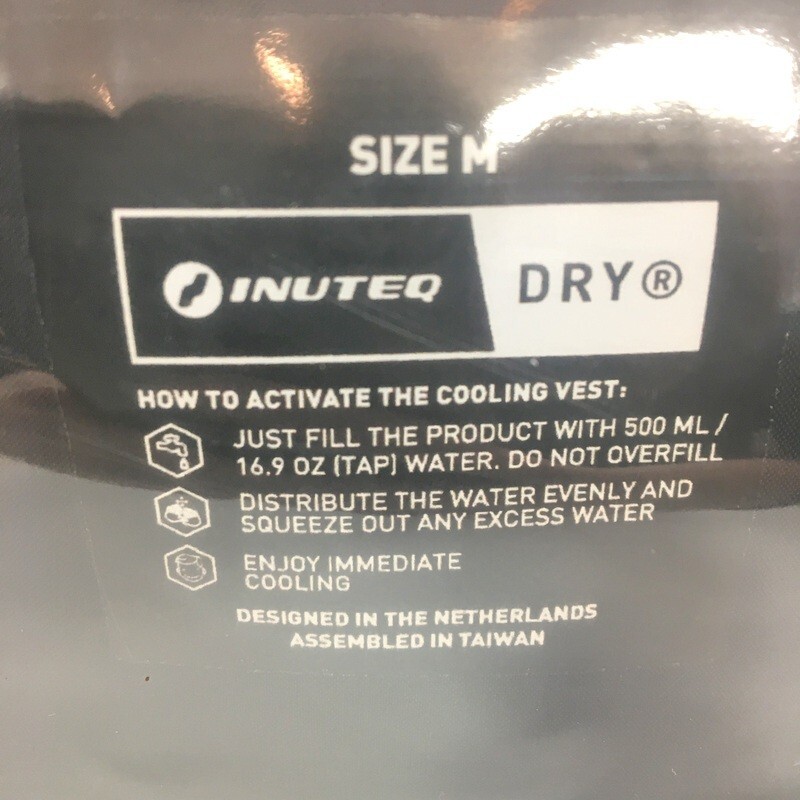 SIZE M
INUTEQ DRY®
HOW TO ACTIVATE THE COOLING VEST:
JUST FILL THE PRODUCT WITH 500 ML /
16.9 OZ (TAP) WATER. DO NOT OVERFILL
DISTRIBUTE THE WATER EVENLY AND
SQUEEZE OUT ANY EXCESS WATER
ENJOY IMMEDIATE
COOLING
DESIGNED IN THE NETHERLANDS
ASSEMBLED IN TAIWAN